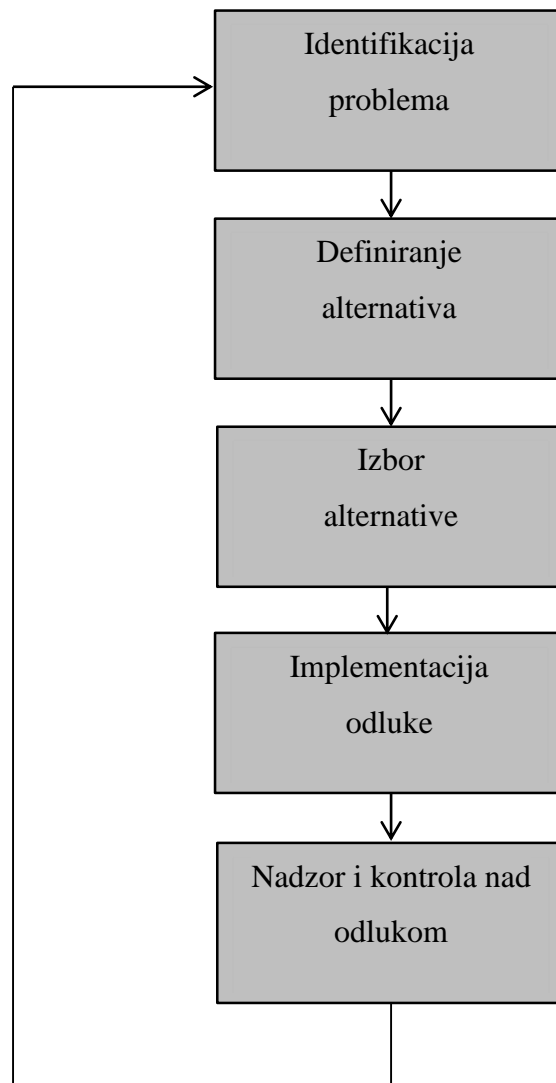 Identifikacija
problema
Definiranje
alternativa
Izbor
alternative
Implementacija
odluke
Nadzor i kontrola nad
odlukom